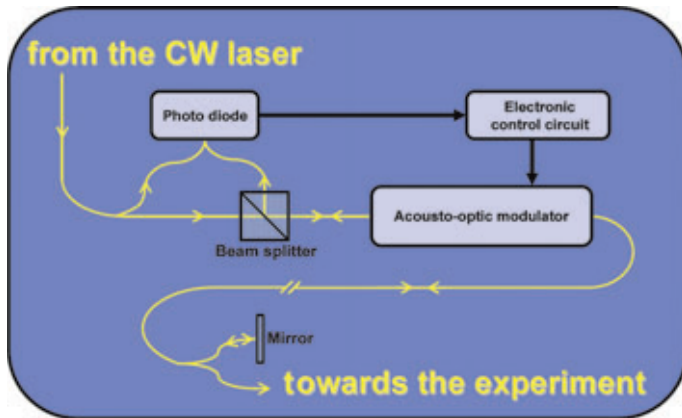 from the CW laser
Photo diode
Electronic
control circuit
Acousto-optic modulator
Beam splitter
Mirror
towards the experiment